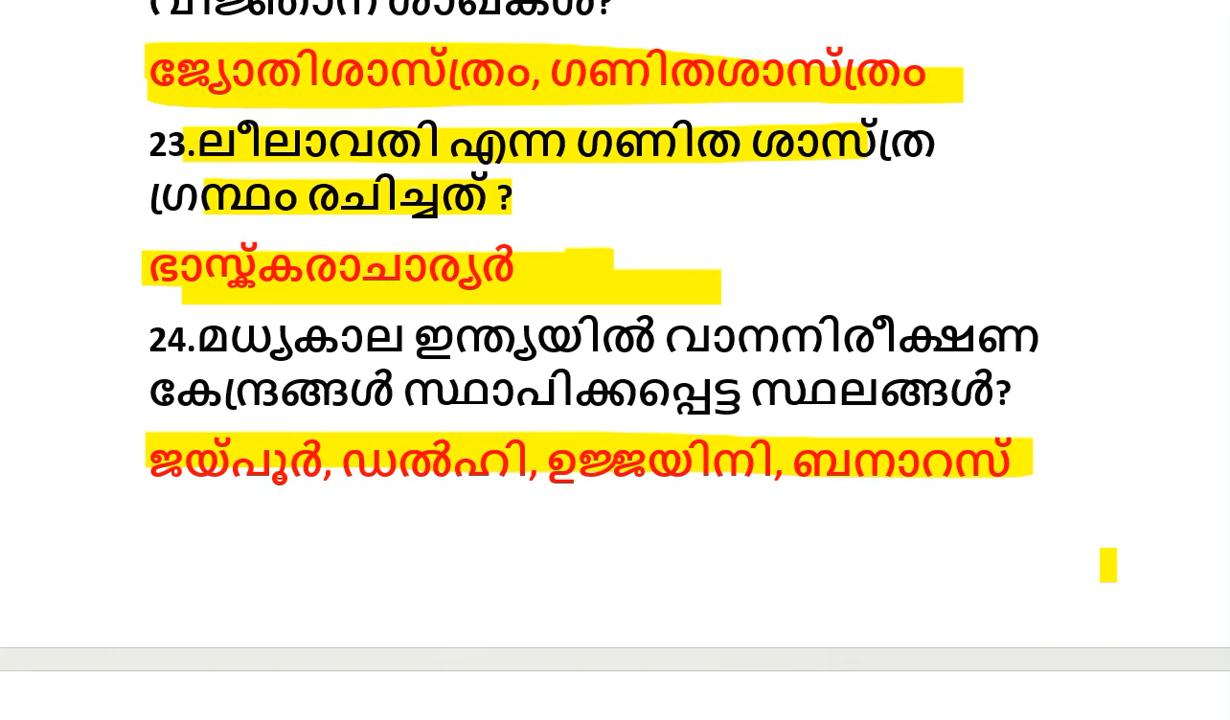 വിജ്ഞാന ശാഖകൾ?
ജ്യോതിശാസ്ത്രം, ഗണിതശാസ്ത്രം
23.ലീലാവതി എന്ന ഗണിത ശാസ്ത്ര
ഗ്രന്ഥം രചിച്ചത് ?
ഭാസ്ക്കരാചാര്യർ
24.മധ്യകാല ഇന്ത്യയിൽ വാനനിരീക്ഷണ
കേന്ദ്രങ്ങൾ സ്ഥാപിക്കപ്പെട്ട സ്ഥലങ്ങൾ?
ജയ്പൂർ, ഡൽഹി, ഉജ്ജയിനി, ബനാറസ്